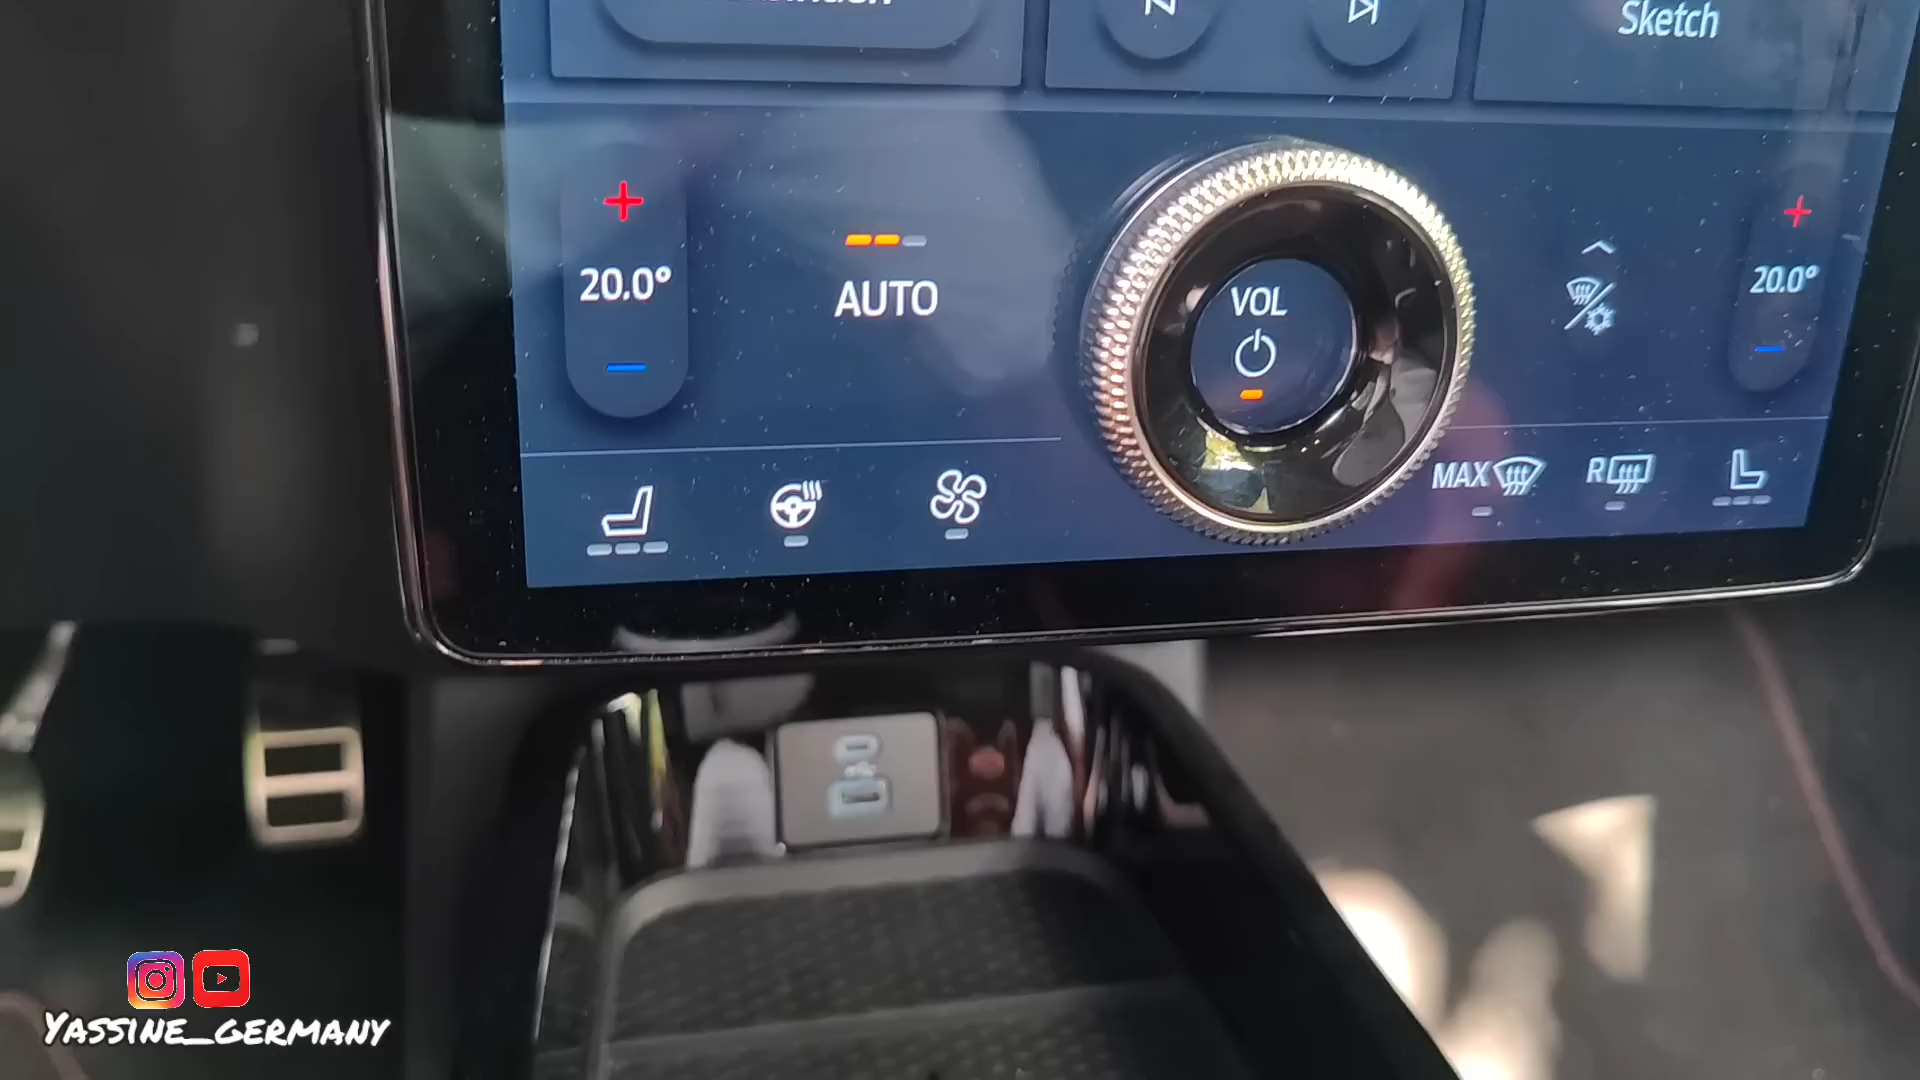 Sketch
20.0°
AUTO
VOL
20.0°
MAX
R
YASSINE_GERMANY